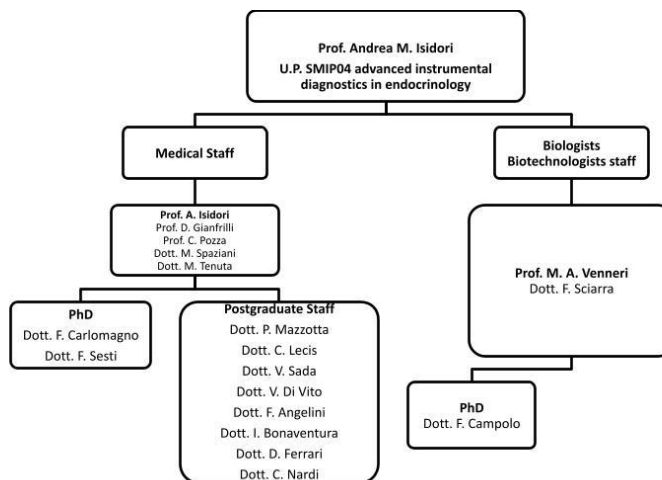 Prof. Andrea M. Isidori
U.P. SMIP04 advanced instrumental
diagnostics in endocrinology
Medical Staff
Biologists
Biotechnologists staff
Prof. A. Isidori
Prof. D. Gianfrilli
Prof. C. Pozza
Dott. M. Spaziani
Dott. M. Tenuta
Prof. M. A. Venneri
Dott. F. Sciarra
PhD
Dott. F. Carlomagno
Dott. F. Sesti
Postgraduate Staff
Dott. P. Mazzotta
Dott. C. Lecis
Dott. V. Sada
Dott. V. Di Vito
Dott. F. Angelini
Dott. I. Bonaventura
Dott. D. Ferrari
Dott. C. Nardi
PhD
Dott. F. Campolo